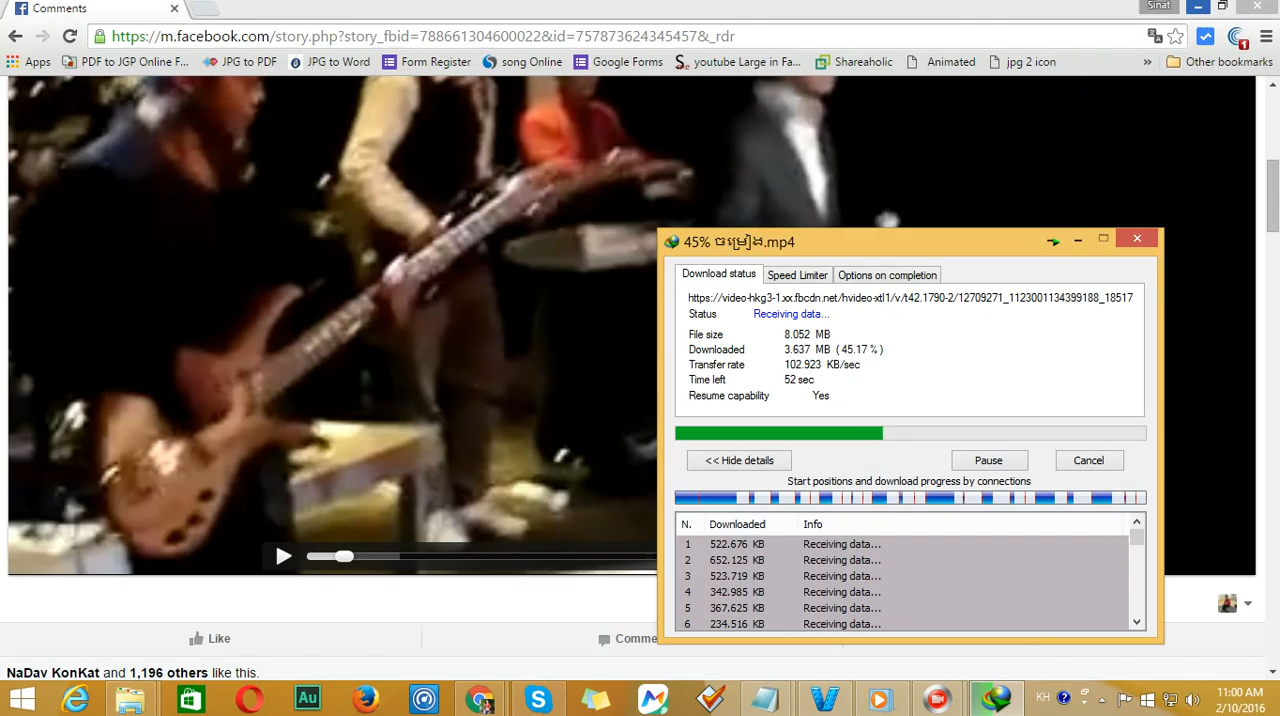 Comments
Sinat
https://m.facebook.com/story.php?story_fbid=788661304000022&id=757873624345457&_rdr
Apps PDF to JGP Online F... JPG to PDF JPG to Word Form Register song Online Google Forms youtube Large in Fa... Shareaholic Animated jpg 2 icon » Other bookmarks
45% ចម្រៀង.mp4
Download status Speed Limiter Options on completion
https://video-hkg3-1.xx.fbcdn.net/hvideo-xtl1/v/t42.1790-2/12709271_1123001134399188_18517
Status Receiving data...
File size 8.052 MB
Downloaded 3.637 MB ( 45.17 % )
Transfer rate 102.923 KB/sec
Time left 52 sec
Resume capability Yes
<< Hide details Pause Cancel
Start positions and download progress by connections
N. Downloaded Info
1 522.676 KB Receiving data...
2 652.125 KB Receiving data...
3 523.719 KB Receiving data...
4 342.985 KB Receiving data...
5 367.625 KB Receiving data...
6 234.516 KB Receiving data...
Like Comme
NaDav KonKat and 1,196 others like this.
Au
KH
11:00 AM
2/10/2016